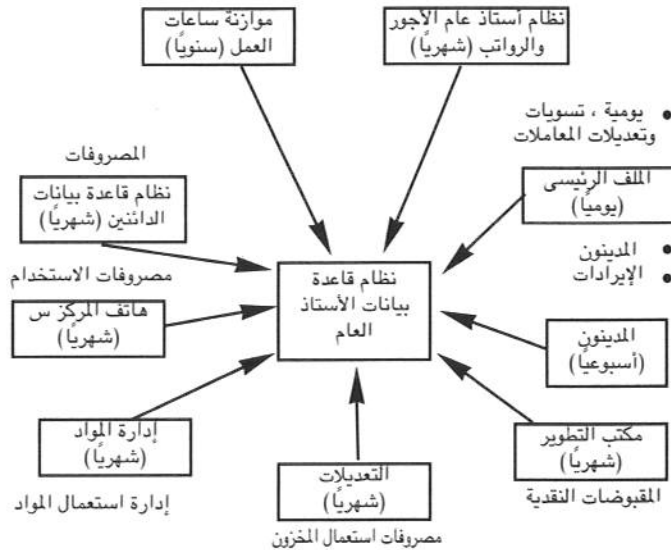 نظام أستاذ عام الأجور
والرواتب (شهريًا)
موازنة ساعات
العمل (سنويًا)
• يومية ، تسويات
وتعديلات المعاملات
الملف الرئيسى
(يوميًا)
المصروفات
نظام قاعدة بيانات
الدائنين (شهريًا)
• المدينون
• الإيرادات
نظام قاعدة
بيانات الأستاذ
العام
مصروفات الاستخدام
هاتف المركز س
(شهريًا)
المدينون
(أسبوعيًا)
مكتب التطوير
(شهريًا)
المقبوضات النقدية
إدارة المواد
(شهريًا)
إدارة استعمال المواد
التعديلات
(شهريًا)
مصروفات استعمال المخزون